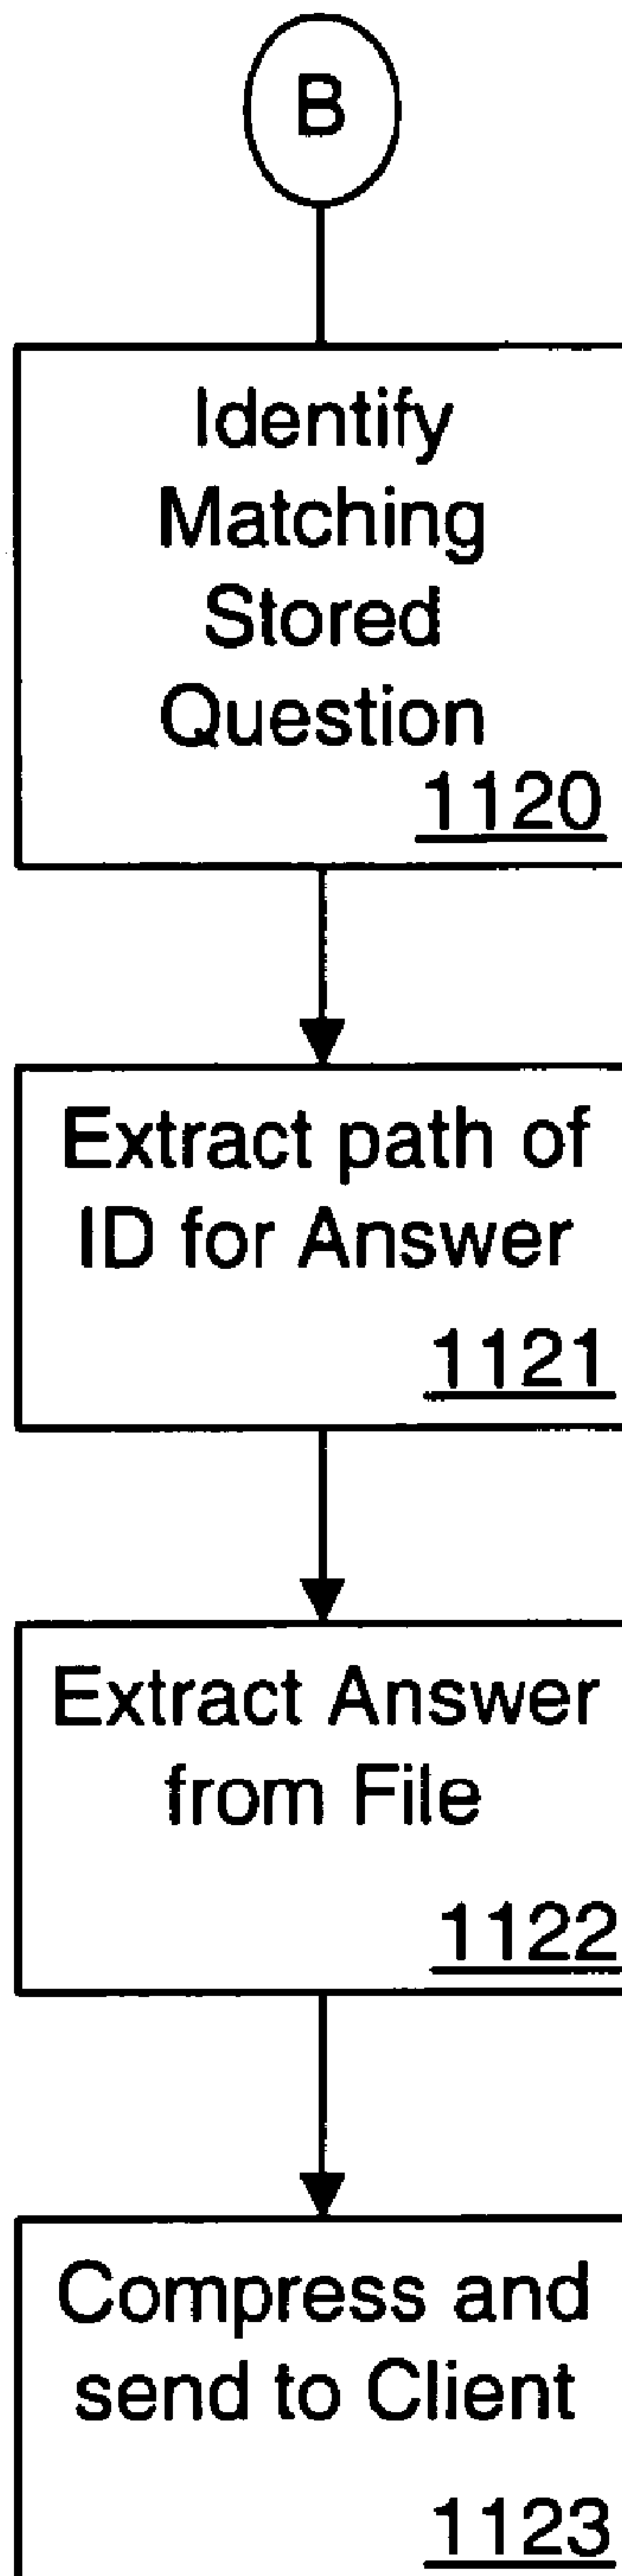 B
Identify
Matching
Stored
Question
1120
Extract path of
ID for Answer
1121
Extract Answer
from File
1122
Compress and
send to Client
1123